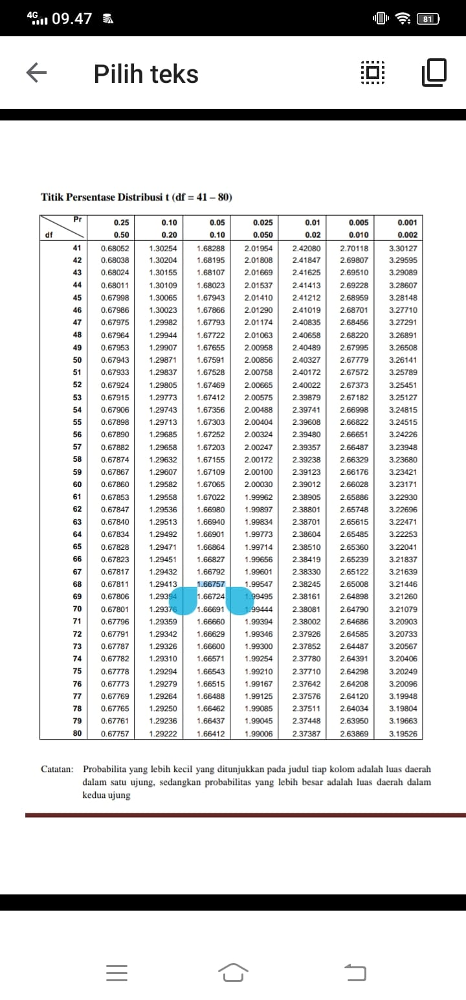 4G 09.47 81
Pilih teks
Titik Persentase Distribusi t (df = 41 – 80)
Pr 0.25 0.10 0.05 0.025 0.01 0.005 0.001
df 0.50 0.20 0.10 0.050 0.02 0.010 0.002
41 0.68052 1.30254 1.68288 2.01954 2.42080 2.70118 3.30127
42 0.68038 1.30204 1.68195 2.01808 2.41847 2.69807 3.29595
43 0.68024 1.30155 1.68107 2.01669 2.41625 2.69510 3.29089
44 0.68011 1.30109 1.68023 2.01537 2.41413 2.69228 3.28607
45 0.67998 1.30065 1.67943 2.01410 2.41212 2.68959 3.28148
46 0.67986 1.30023 1.67866 2.01290 2.41019 2.68701 3.27710
47 0.67975 1.29982 1.67793 2.01174 2.40835 2.68456 3.27291
48 0.67964 1.29944 1.67722 2.01063 2.40658 2.68220 3.26891
49 0.67953 1.29907 1.67655 2.00958 2.40489 2.67995 3.26508
50 0.67943 1.29871 1.67591 2.00856 2.40327 2.67779 3.26141
51 0.67933 1.29837 1.67528 2.00758 2.40172 2.67572 3.25789
52 0.67924 1.29805 1.67469 2.00665 2.40022 2.67373 3.25451
53 0.67915 1.29773 1.67412 2.00575 2.39879 2.67182 3.25127
54 0.67906 1.29743 1.67356 2.00488 2.39741 2.66998 3.24815
55 0.67898 1.29713 1.67303 2.00404 2.39608 2.66822 3.24515
56 0.67890 1.29685 1.67252 2.00324 2.39480 2.66651 3.24226
57 0.67882 1.29658 1.67203 2.00247 2.39357 2.66487 3.23948
58 0.67874 1.29632 1.67155 2.00172 2.39238 2.66329 3.23680
59 0.67867 1.29607 1.67109 2.00100 2.39123 2.66176 3.23421
60 0.67860 1.29582 1.67065 2.00030 2.39012 2.66028 3.23171
61 0.67853 1.29558 1.67022 1.99962 2.38905 2.65886 3.22930
62 0.67847 1.29536 1.66980 1.99897 2.38801 2.65748 3.22696
63 0.67840 1.29513 1.66940 1.99834 2.38701 2.65615 3.22471
64 0.67834 1.29492 1.66901 1.99773 2.38604 2.65485 3.22253
65 0.67828 1.29471 1.66864 1.99714 2.38510 2.65360 3.22041
66 0.67823 1.29451 1.66827 1.99656 2.38419 2.65239 3.21837
67 0.67817 1.29432 1.66792 1.99601 2.38330 2.65122 3.21639
68 0.67811 1.29413 1.66757 1.99547 2.38245 2.65008 3.21446
69 0.67806 1.29394 1.66724 1.99495 2.38161 2.64898 3.21260
70 0.67801 1.29376 1.66691 1.99444 2.38081 2.64790 3.21079
71 0.67796 1.29359 1.66660 1.99394 2.38002 2.64686 3.20903
72 0.67791 1.29342 1.66629 1.99346 2.37926 2.64585 3.20733
73 0.67787 1.29326 1.66600 1.99300 2.37852 2.64487 3.20567
74 0.67782 1.29310 1.66571 1.99254 2.37780 2.64391 3.20406
75 0.67778 1.29294 1.66543 1.99210 2.37710 2.64298 3.20249
76 0.67773 1.29279 1.66515 1.99167 2.37642 2.64208 3.20096
77 0.67769 1.29264 1.66488 1.99125 2.37576 2.64120 3.19948
78 0.67765 1.29250 1.66462 1.99085 2.37511 2.64034 3.19804
79 0.67761 1.29236 1.66437 1.99045 2.37448 2.63950 3.19663
80 0.67757 1.29222 1.66412 1.99006 2.37387 2.63869 3.19526
Catatan: Probabilita yang lebih kecil yang ditunjukkan pada judul tiap kolom adalah luas daerah
dalam satu ujung, sedangkan probabilitas yang lebih besar adalah luas daerah dalam
kedua ujung